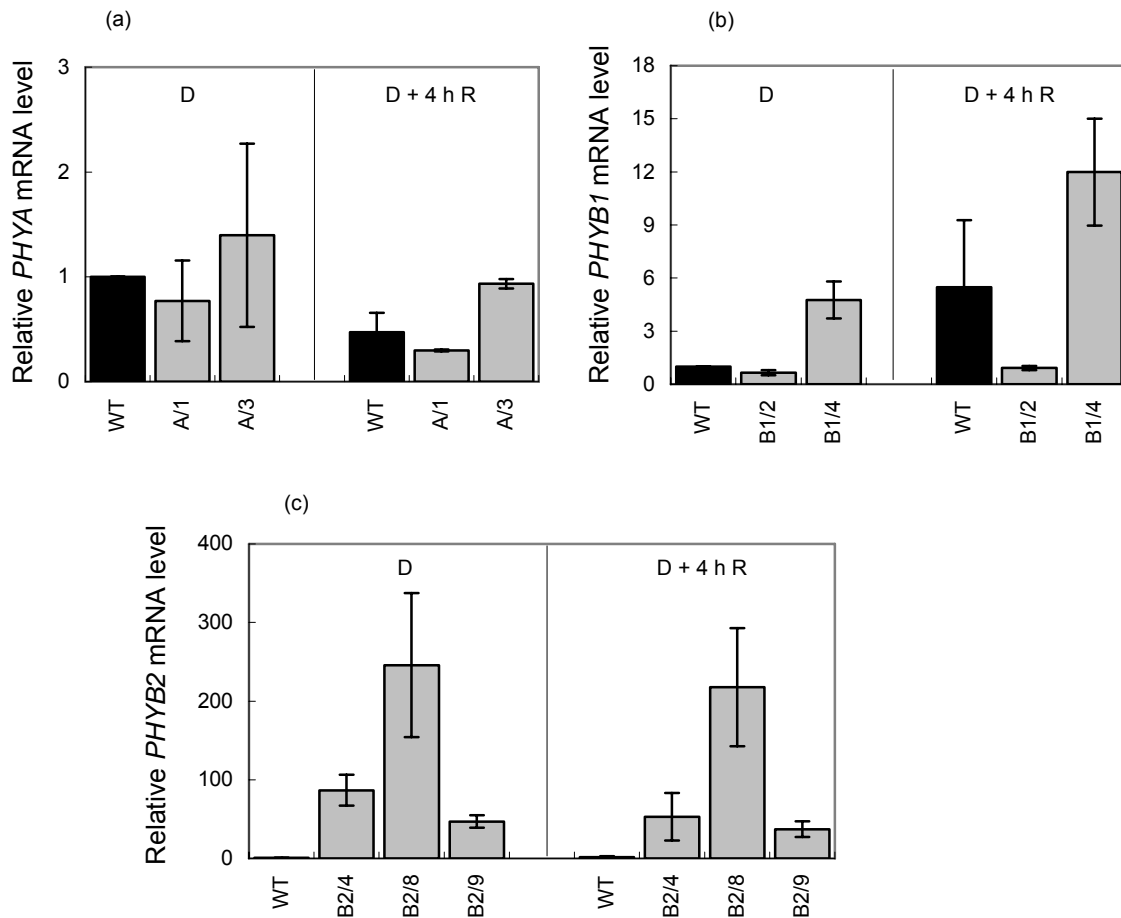 (a)
Relative PHYA mRNA level
3
2
1
0
D
D + 4 h R
WT
A/1
A/3
WT
A/1
A/3
(b)
Relative PHYB1 mRNA level
18
15
12
9
6
3
0
D
D + 4 h R
WT
B1/2
B1/4
WT
B1/2
B1/4
(c)
Relative PHYB2 mRNA level
400
300
200
100
0
D
D + 4 h R
WT
B2/4
B2/8
B2/9
WT
B2/4
B2/8
B2/9